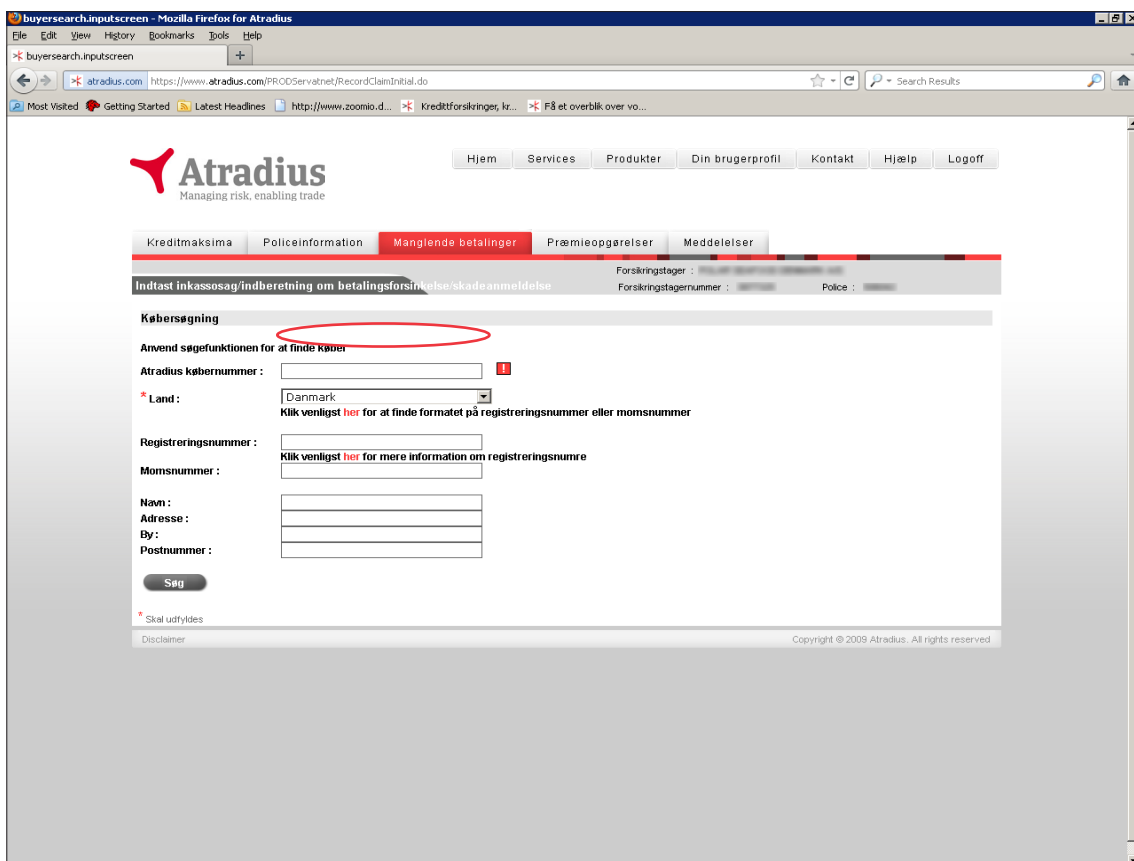 buyersearch.inputscreen - Mozilla Firefox for Atradius
File Edit View History Bookmarks Tools Help
buyersearch.inputscreen +
atradius.com https://www.atradius.com/PRODServatnet/RecordClaimInitial.do Search Results
Most Visited Getting Started Latest Headlines http://www.zoomio.d... Kredittforsikringer, kr... Få et overblik over vo...
Atradius
Managing risk, enabling trade
Hjem Services Produkter Din brugerprofil Kontakt Hjælp Logoff
Kreditmaksima Policeinformation Manglende betalinger Præmieopgørelser Meddelelser
Forsikringstager :
Indtast inkassosag/indberetning om betalingsforsinkelse/skadeanmeldelse
Forsikringstagernummer : Police :
Købersøgning
Anvend søgefunktionen for at finde køber
Atradius købernummer : !
* Land : Danmark
Klik venligst her for at finde formatet på registreringsnummer eller momsnummer
Registreringsnummer :
Klik venligst her for mere information om registreringsnumre
Momsnummer :
Navn :
Adresse :
By :
Postnummer :
Søg
* Skal udfyldes
Disclaimer Copyright © 2009 Atradius. All rights reserved